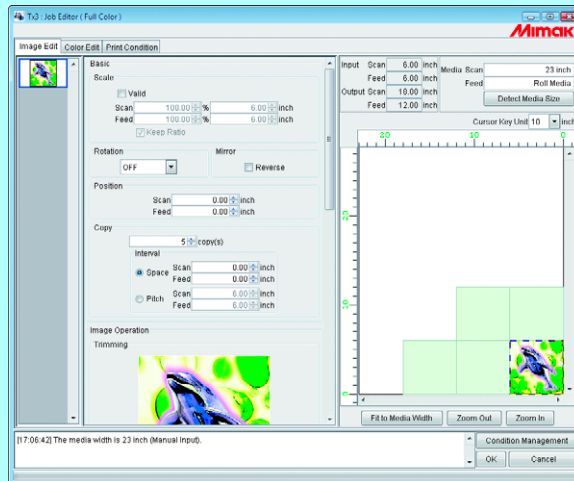 Tx3 : Job Editor ( Full Color )
Mimaki
Image Edit Color Edit Print Condition
Basic
Scale
Valid
Scan 100.00 % 6.00 inch
Feed 100.00 % 6.00 inch
Keep Ratio
Rotation
OFF
Mirror
Reverse
Position
Scan 0.00 inch
Feed 0.00 inch
Copy
5 copy(s)
Interval
Space
Scan 0.00 inch
Feed 0.00 inch
Pitch
Scan 6.00 inch
Feed 6.00 inch
Image Operation
Trimming
Input Scan 6.00 inch
Feed 6.00 inch
Output Scan 10.00 inch
Feed 12.00 inch
Media Scan 23 inch
Feed Roll Media
Detect Media Size
Cursor Key Unit 10 inch
20 10 0
20
10
0
Fit to Media Width Zoom Out Zoom In
[17:06:42] The media width is 23 inch (Manual Input).
Condition Management
OK Cancel